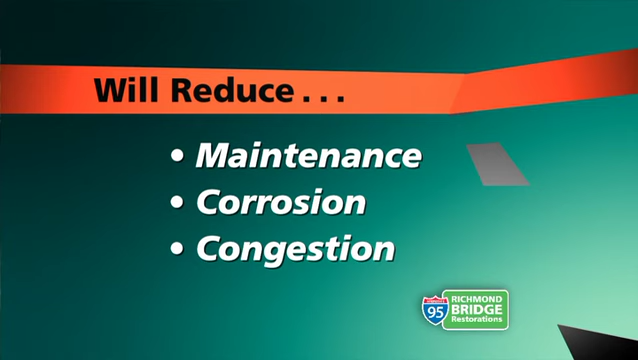 Will Reduce . . .
• Maintenance
• Corrosion
• Congestion
95
RICHMOND
BRIDGE
Restorations